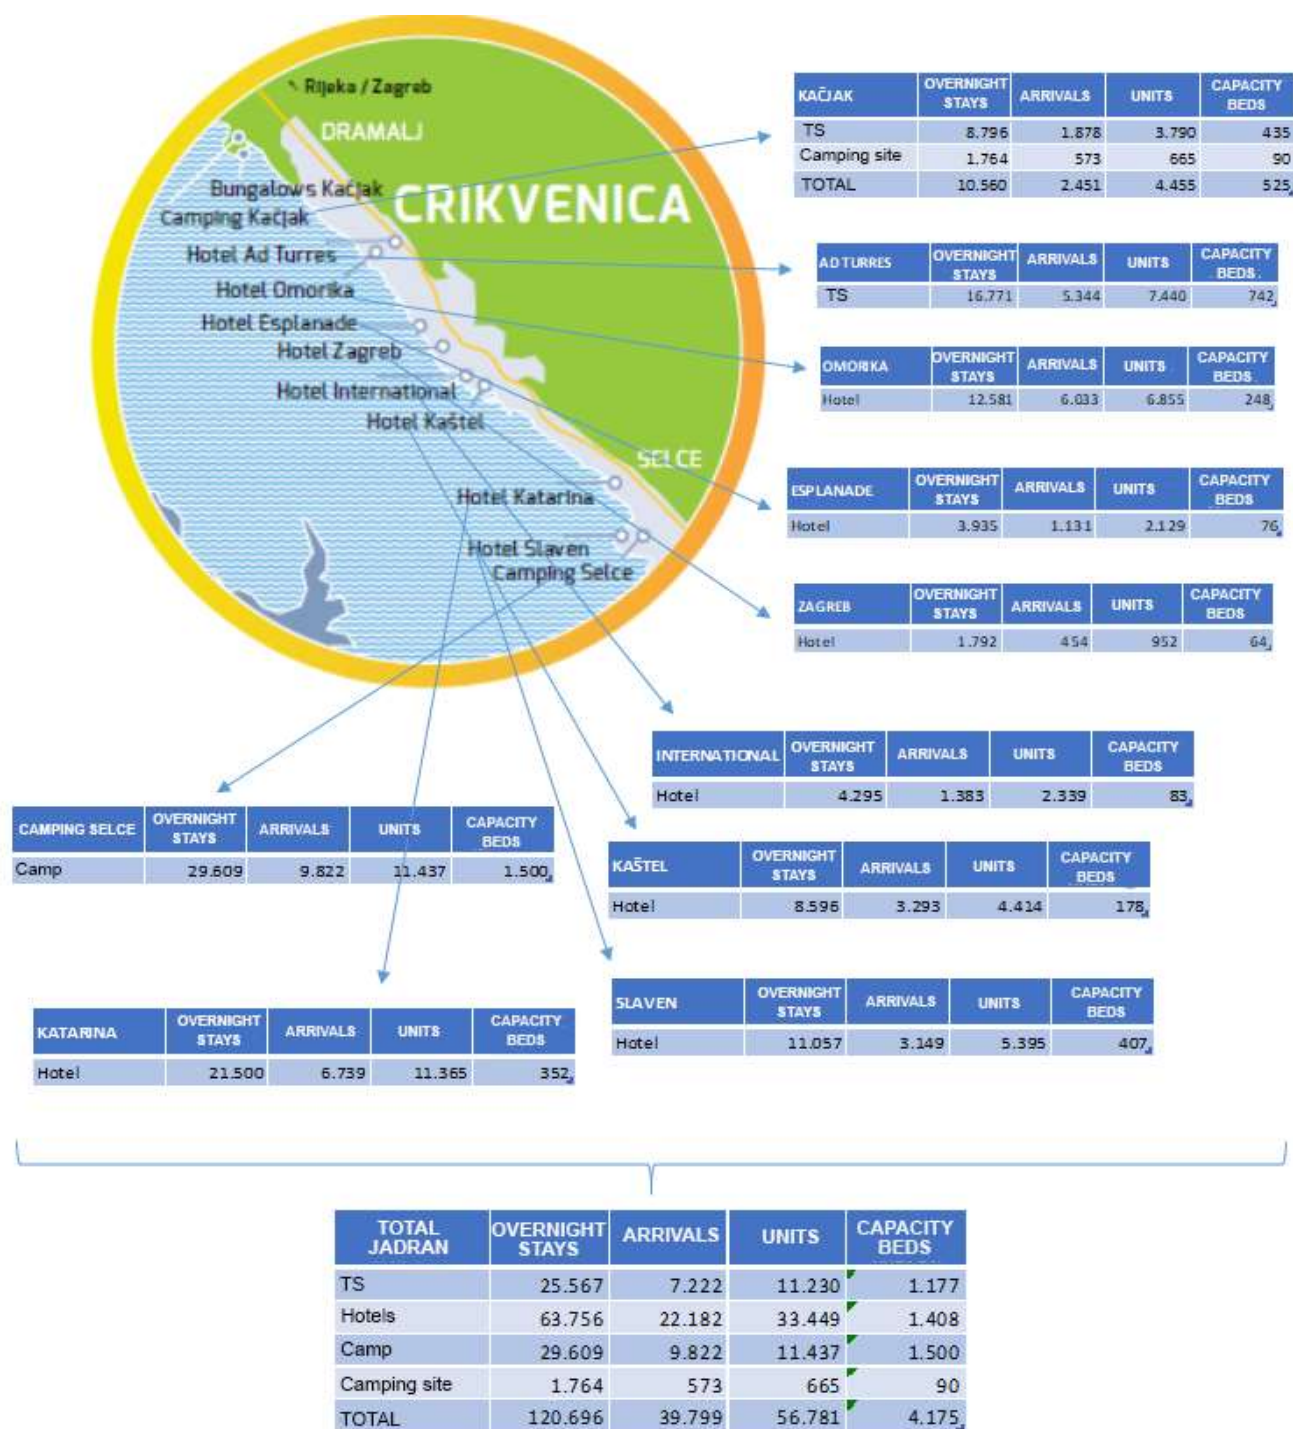 Rijeka / Zagreb
DRAMALJ
CRIKVENICA
Bungalows Kačjak
Camping Kačjak
Hotel Ad Turres
Hotel Omorika
Hotel Esplanade
Hotel Zagreb
Hotel International
Hotel Kaštel
SELCE
Hotel Katarina
Hotel Slaven
Camping Selce
KAČJAK OVERNIGHT STAYS ARRIVALS UNITS CAPACITY BEDS
TS 8.796 1.878 3.790 435
Camping site 1.764 573 665 90
TOTAL 10.560 2.451 4.455 525
AD TURRES OVERNIGHT STAYS ARRIVALS UNITS CAPACITY BEDS
TS 16.771 5.344 7.440 742
OMORIKA OVERNIGHT STAYS ARRIVALS UNITS CAPACITY BEDS
Hotel 12.581 6.033 6.855 248
ESPLANADE OVERNIGHT STAYS ARRIVALS UNITS CAPACITY BEDS
Hotel 3.935 1.131 2.129 76
ZAGREB OVERNIGHT STAYS ARRIVALS UNITS CAPACITY BEDS
Hotel 1.792 454 952 64
INTERNATIONAL OVERNIGHT STAYS ARRIVALS UNITS CAPACITY BEDS
Hotel 4.295 1.383 2.339 83
CAMPING SELCE OVERNIGHT STAYS ARRIVALS UNITS CAPACITY BEDS
Camp 29.609 9.822 11.437 1.500
KAŠTEL OVERNIGHT STAYS ARRIVALS UNITS CAPACITY BEDS
Hotel 8.596 3.293 4.414 178
SLAVEN OVERNIGHT STAYS ARRIVALS UNITS CAPACITY BEDS
Hotel 11.057 3.149 5.395 407
KATARINA OVERNIGHT STAYS ARRIVALS UNITS CAPACITY BEDS
Hotel 21.500 6.739 11.365 352
TOTAL JADRAN OVERNIGHT STAYS ARRIVALS UNITS CAPACITY BEDS
TS 25.567 7.222 11.230 1.177
Hotels 63.756 22.182 33.449 1.408
Camp 29.609 9.822 11.437 1.500
Camping site 1.764 573 665 90
TOTAL 120.696 39.799 56.781 4.175